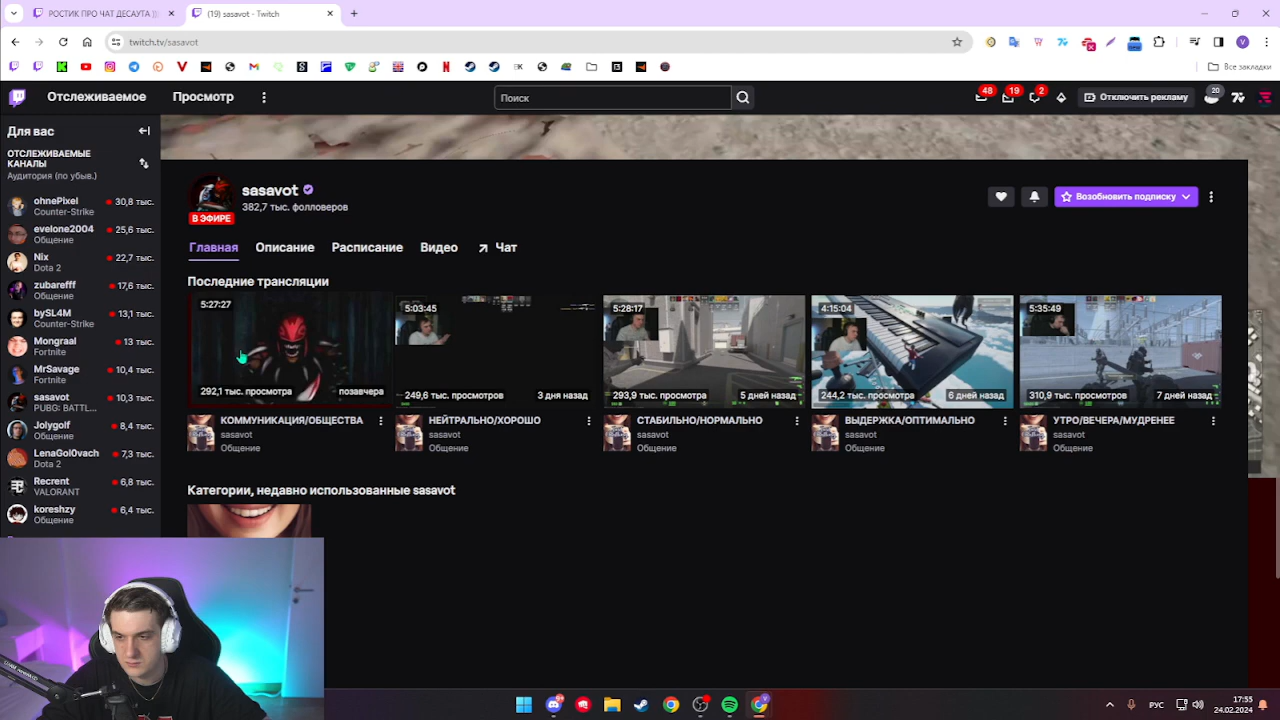 РОСТИК ПРО ЧАТ ДЕСАУТА
(19) sasavot - Twitch
twitch.tv/sasavot
Все закладки
Отслеживаемое
Просмотр
Поиск
48
19
2
Отключить рекламу
20
Для вас
ОТСЛЕЖИВАЕМЫЕ
КАНАЛЫ
Аудитория (по убыв.)
ohnePixel 30,8 тыс.
Counter-Strike
evelone2004 25,6 тыс.
Общение
Nix 22,7 тыс.
Dota 2
zubarefff 17,6 тыс.
Общение
bySL4M 13,1 тыс.
Counter-Strike
Mongraal 13 тыс.
Fortnite
MrSavage 10,4 тыс.
Fortnite
sasavot 10,3 тыс.
PUBG: BATTL...
Jolygolf 8,4 тыс.
Общение
LenaGol0vach 7,3 тыс.
Dota 2
Recrent 6,8 тыс.
VALORANT
koreshzy 6,4 тыс.
Общение
sasavot
382,7 тыс. фолловеров
В ЭФИРЕ
Возобновить подписку
Главная
Описание
Расписание
Видео
Чат
Последние трансляции
5:27:27
292,1 тыс. просмотра
позавчера
КОММУНИКАЦИЯ/ОБЩЕСТВА
sasavot
Общение
5:03:45
249,6 тыс. просмотров
3 дня назад
НЕЙТРАЛЬНО/ХОРОШО
sasavot
Общение
5:28:17
293,9 тыс. просмотра
5 дней назад
СТАБИЛЬНО/НОРМАЛЬНО
sasavot
Общение
4:15:04
244,2 тыс. просмотра
6 дней назад
ВЫДЕРЖКА/ОПТИМАЛЬНО
sasavot
Общение
5:35:49
310,9 тыс. просмотра
7 дней назад
УТРО/ВЕЧЕРА/МУДРЕНЕЕ
sasavot
Общение
Категории, недавно использованные sasavot
РУС
17:55
24.02.2024